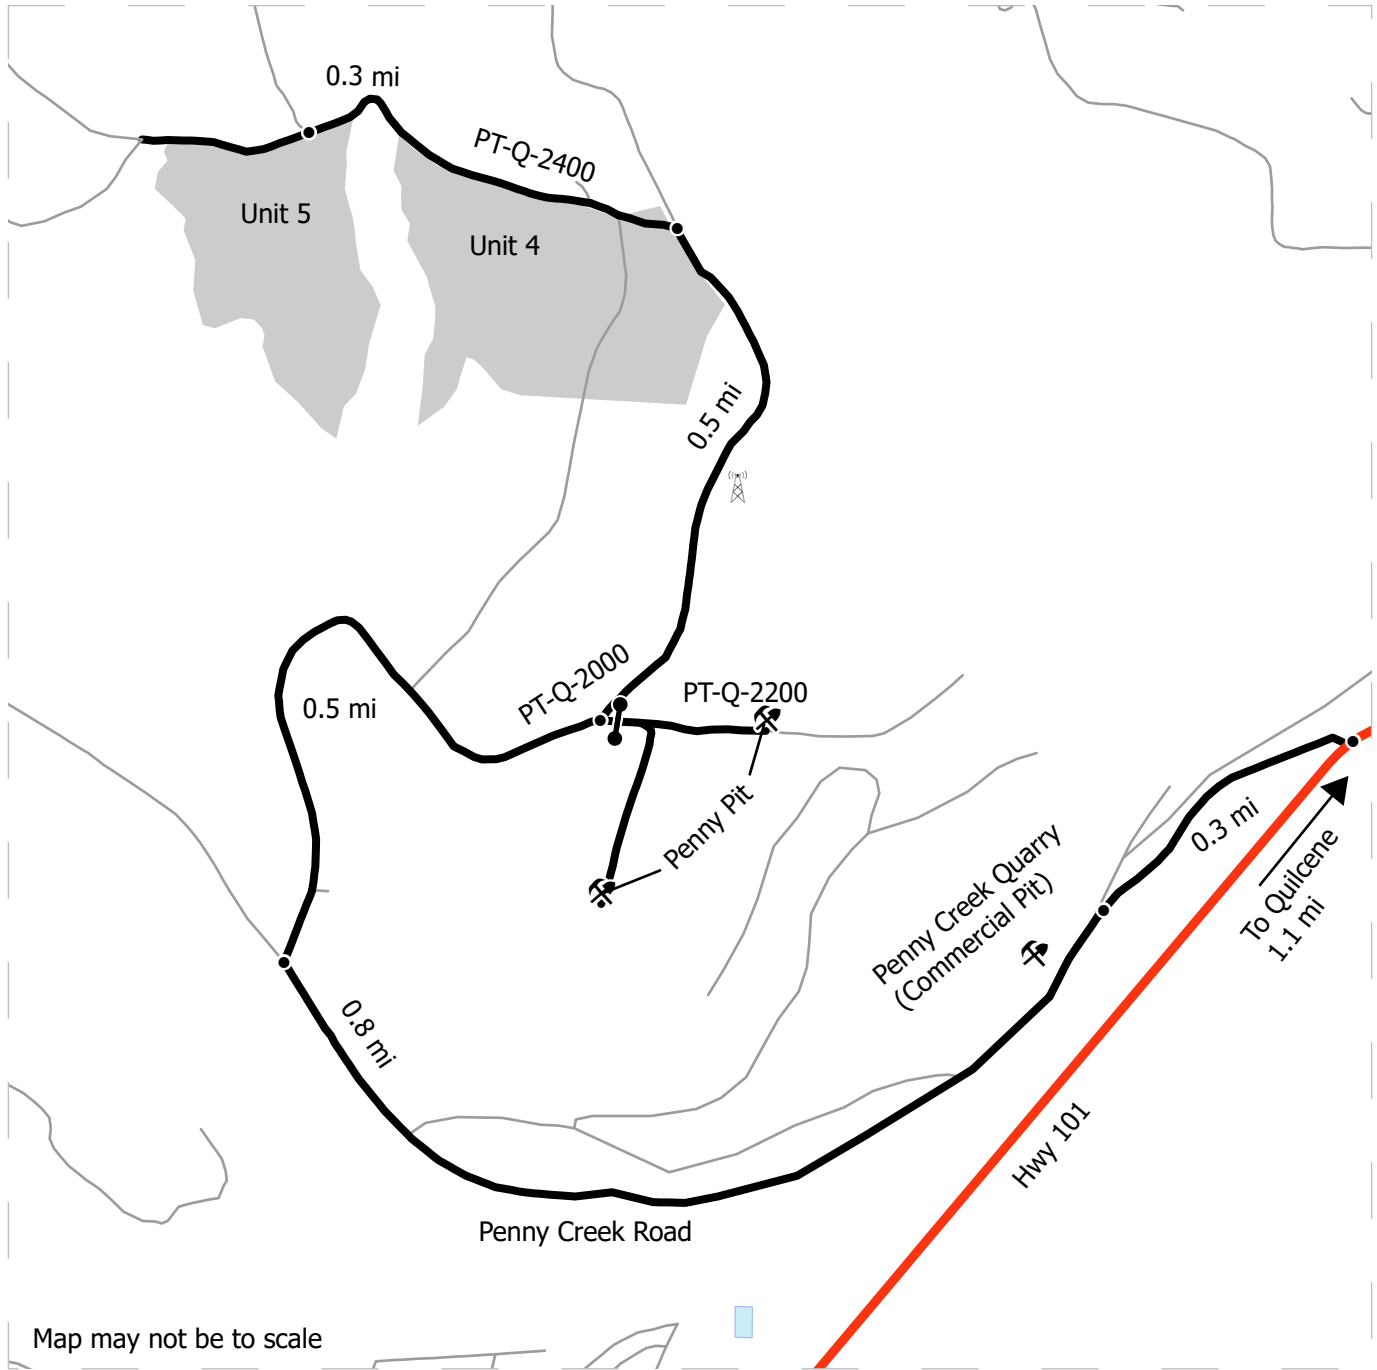 0.3 mi
PT-Q-2400
Unit 5
Unit 4
0.5 mi
PT-Q-2000
PT-Q-2200
0.5 mi
Penny Pit
0.3 mi
Penny Creek Quarry
(Commercial Pit)
To Quilcene
1.1 mi
0.8 mi
Hwy 101
Penny Creek Road
Map may not be to scale